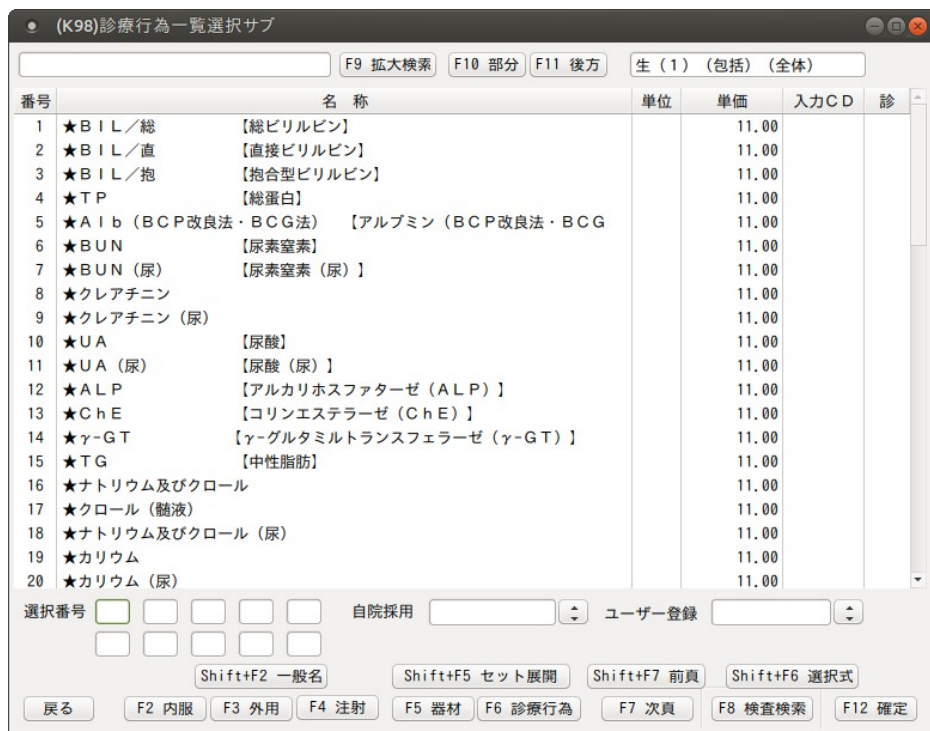 (K98)診療行為一覧選択サブ
F9 拡大検索 F10 部分 F11 後方 生（１）（包括）（全体）
番号 名　称 単位 単価 入力ＣＤ 診
1 ★ＢＩＬ／総 【総ビリルビン】 11.00
2 ★ＢＩＬ／直 【直接ビリルビン】 11.00
3 ★ＢＩＬ／抱 【抱合型ビリルビン】 11.00
4 ★ＴＰ 【総蛋白】 11.00
5 ★Ａｌｂ（ＢＣＰ改良法・ＢＣＧ法） 【アルブミン（ＢＣＰ改良法・ＢＣＧ 11.00
6 ★ＢＵＮ 【尿素窒素】 11.00
7 ★ＢＵＮ（尿） 【尿素窒素（尿）】 11.00
8 ★クレアチニン 11.00
9 ★クレアチニン（尿） 11.00
10 ★ＵＡ 【尿酸】 11.00
11 ★ＵＡ（尿） 【尿酸（尿）】 11.00
12 ★ＡＬＰ 【アルカリホスファターゼ（ＡＬＰ）】 11.00
13 ★ＣｈＥ 【コリンエステラーゼ（ＣｈＥ）】 11.00
14 ★γ-ＧＴ 【γ-グルタミルトランスフェラーゼ（γ-ＧＴ）】 11.00
15 ★ＴＧ 【中性脂肪】 11.00
16 ★ナトリウム及びクロール 11.00
17 ★クロール（髄液） 11.00
18 ★ナトリウム及びクロール（尿） 11.00
19 ★カリウム 11.00
20 ★カリウム（尿） 11.00
選択番号 自院採用 ユーザー登録
Shift+F2 一般名 Shift+F5 セット展開 Shift+F7 前頁 Shift+F6 選択式
戻る F2 内服 F3 外用 F4 注射 F5 器材 F6 診療行為 F7 次頁 F8 検査検索 F12 確定